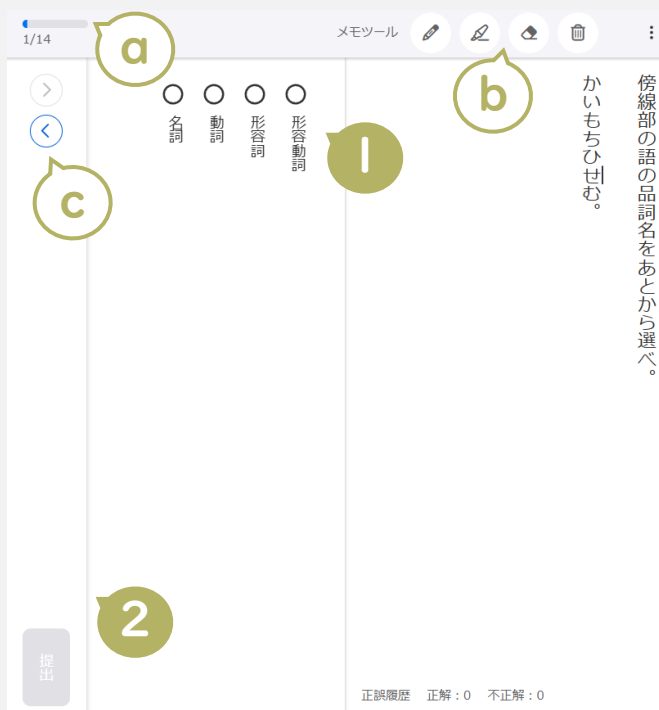 1/14
メモツール
a
b
c
傍線部の語の品詞名をあとから選べ。
かいもちひせむ。
形容動詞
形容詞
動詞
名詞
1
2
提出
正誤履歴 正解：0 不正解：0